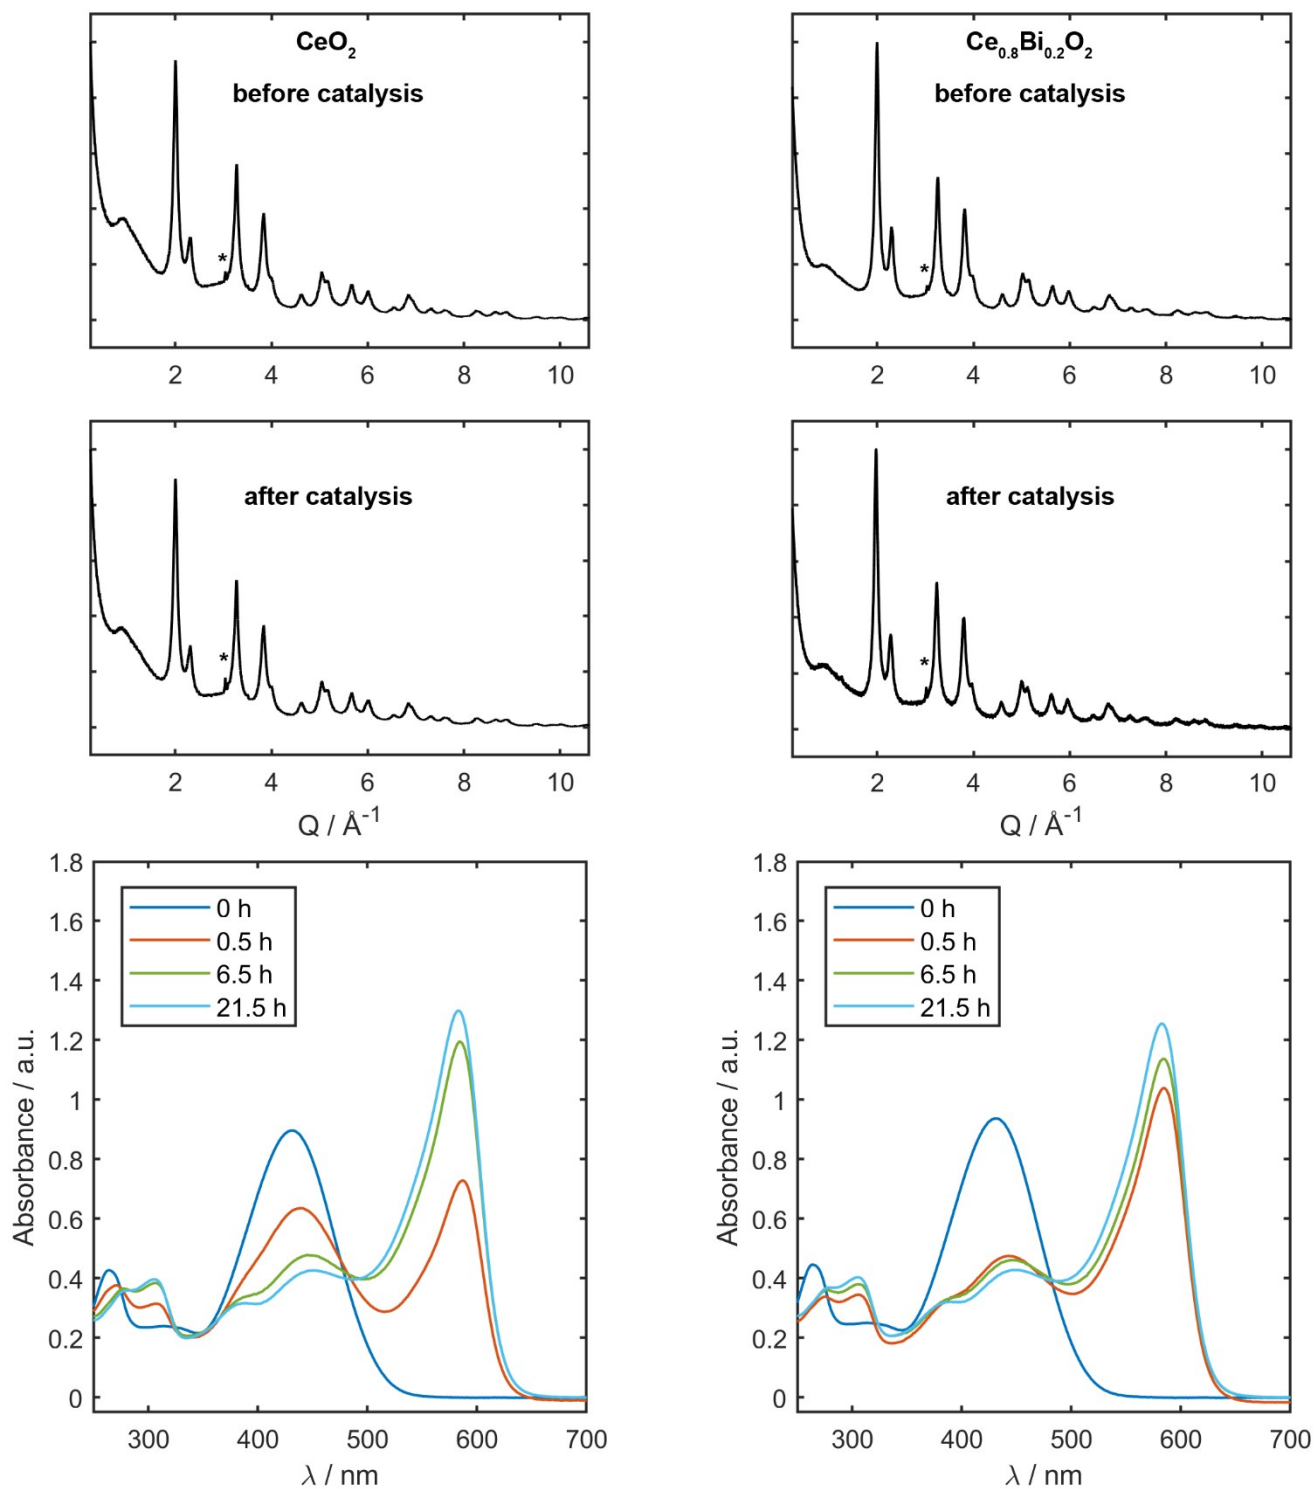 CeO₂
before catalysis
*
2 4 6 8 10
Ce₀.₈Bi₀.₂O₂
before catalysis
*
2 4 6 8 10
after catalysis
*
2 4 6 8 10
Q / Å⁻¹
after catalysis
*
2 4 6 8 10
Q / Å⁻¹
1.8
1.6
1.4
1.2
1
0.8
0.6
0.4
0.2
0
Absorbance / a.u.
0 h
0.5 h
6.5 h
21.5 h
300 400 500 600 700
λ / nm
1.8
1.6
1.4
1.2
1
0.8
0.6
0.4
0.2
0
Absorbance / a.u.
0 h
0.5 h
6.5 h
21.5 h
300 400 500 600 700
λ / nm